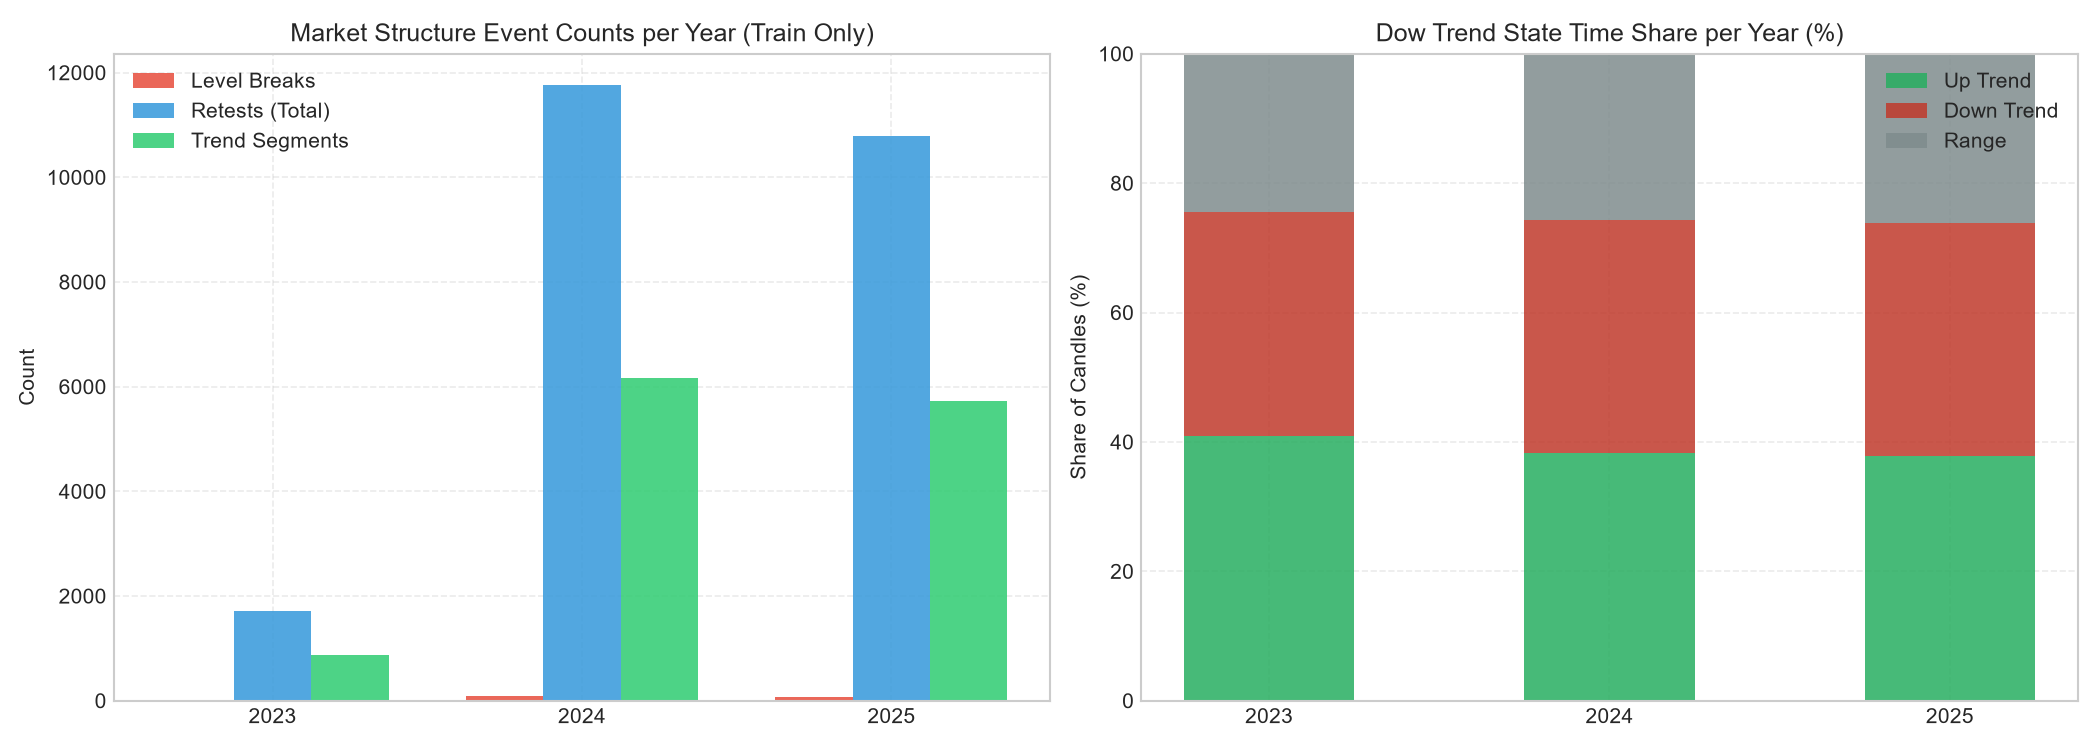 Market Structure Event Counts per Year (Train Only)
Level Breaks
Retests (Total)
Trend Segments
Count
12000
10000
8000
6000
4000
2000
0
2023
2024
2025
Dow Trend State Time Share per Year (%)
Up Trend
Down Trend
Range
Share of Candles (%)
100
80
60
40
20
0
2023
2024
2025